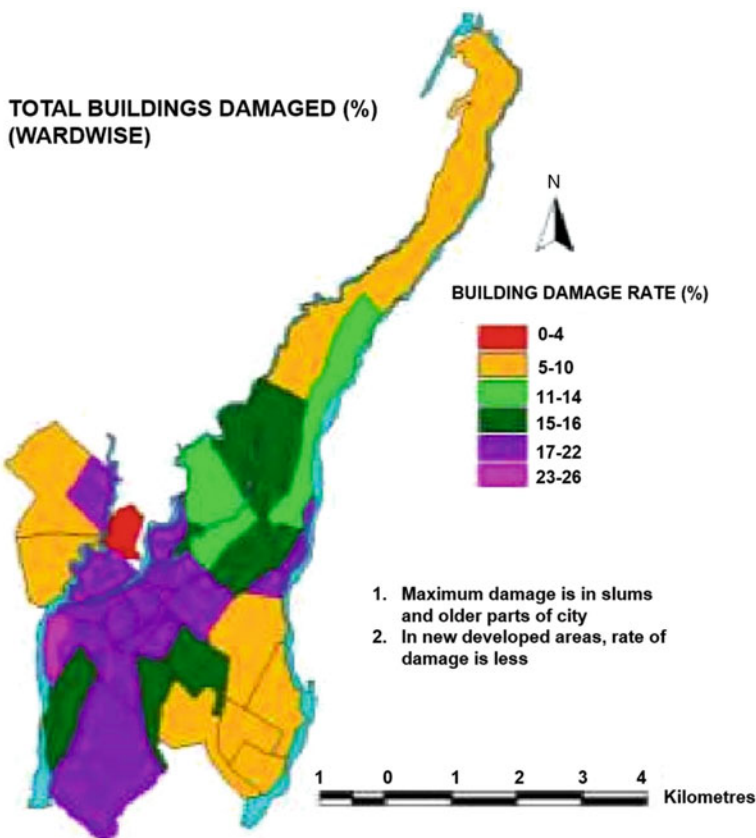 TOTAL BUILDINGS DAMAGED (%)
(WARDWISE)
N
BUILDING DAMAGE RATE (%)
0-4
5-10
11-14
15-16
17-22
23-26
1. Maximum damage is in slums
and older parts of city
2. In new developed areas, rate of
damage is less
1 0 1 2 3 4
Kilometres